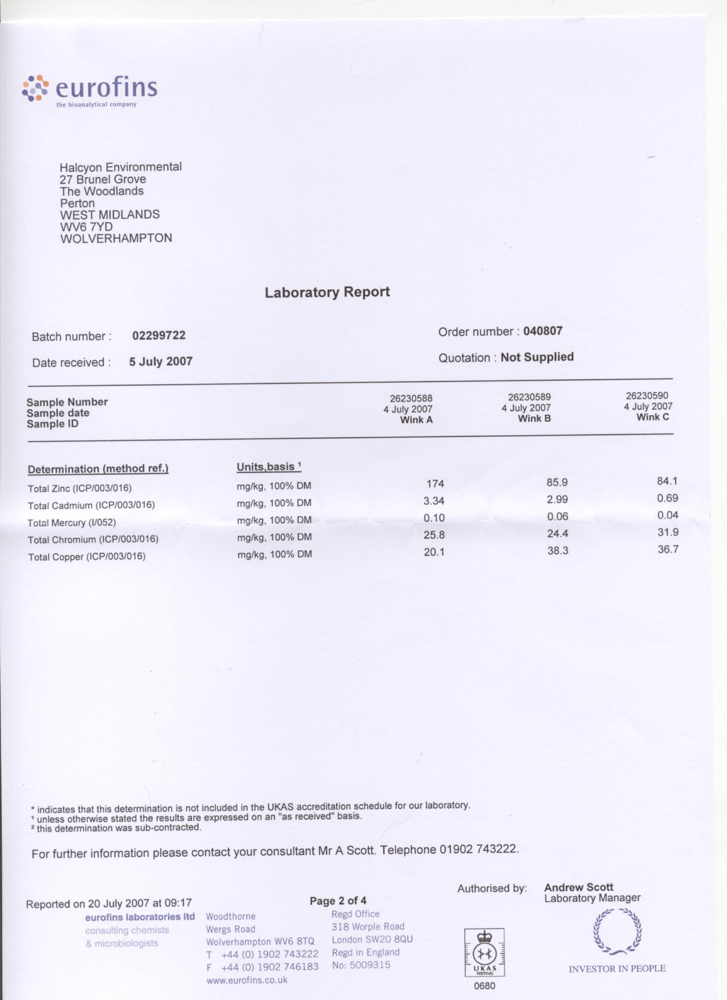 eurofins
the bioanalytical company
Halcyon Environmental
27 Brunel Grove
The Woodlands
Perton
WEST MIDLANDS
WV6 7YD
WOLVERHAMPTON
Laboratory Report
Batch number : 02299722 Order number : 040807
Date received : 5 July 2007 Quotation : Not Supplied
Sample Number 26230588 26230589 26230590
Sample date 4 July 2007 4 July 2007 4 July 2007
Sample ID Wink A Wink B Wink C
Determination (method ref.) Units,basis ¹
Total Zinc (ICP/003/016) mg/kg, 100% DM 174 85.9 84.1
Total Cadmium (ICP/003/016) mg/kg, 100% DM 3.34 2.99 0.69
Total Mercury (I/052) mg/kg, 100% DM 0.10 0.06 0.04
Total Chromium (ICP/003/016) mg/kg, 100% DM 25.8 24.4 31.9
Total Copper (ICP/003/016) mg/kg, 100% DM 20.1 38.3 36.7
* indicates that this determination is not included in the UKAS accreditation schedule for our laboratory.
¹ unless otherwise stated the results are expressed on an "as received" basis.
² this determination was sub-contracted.
For further information please contact your consultant Mr A Scott. Telephone 01902 743222.
Authorised by: Andrew Scott
Laboratory Manager
Reported on 20 July 2007 at 09:17 Page 2 of 4
eurofins laboratories ltd
consulting chemists
& microbiologists
Woodthorne
Wergs Road
Wolverhampton WV6 8TQ
T +44 (0) 1902 743222
F +44 (0) 1902 746183
www.eurofins.co.uk
Regd Office
318 Worple Road
London SW20 8QU
Regd in England
No: 5009315
UKAS
TESTING
0680
INVESTOR IN PEOPLE